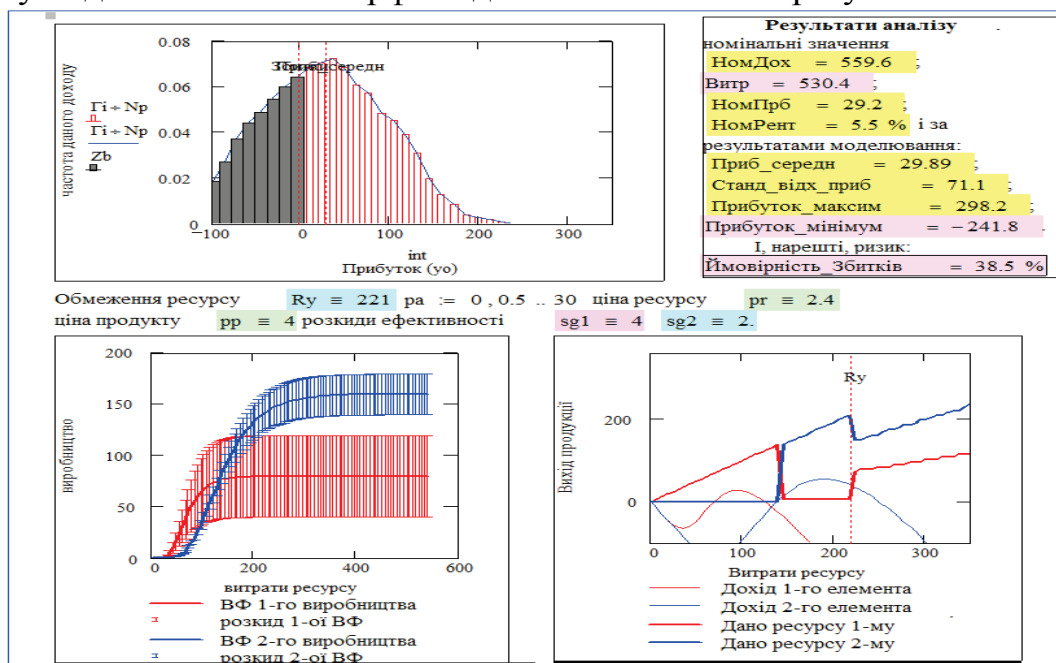 0.08
0.06
0.04
0.02
0
−100
0
100
200
300
частота даного доходу
Гі ÷ Np
Гі ÷ Np
Zb
int
Прибуток (уо)
Результати аналізу
номінальні значення
НомДох = 559.6 ;
Витр = 530.4 ;
НомПрб = 29.2 ;
НомРент = 5.5 % і за
результатами моделювання:
Приб_середн = 29.89 ;
Станд_відх_приб = 71.1 ;
Прибуток_максим = 298.2 ;
Прибуток_мінімум = − 241.8 .
І, нарешті, ризик:
Ймовірність_Збитків = 38.5 %
Обмеження ресурсу Ry ≡ 221 pa := 0 , 0.5 .. 30 ціна ресурсу pr ≡ 2.4
ціна продукту pp ≡ 4 розкиди ефективності sg1 ≡ 4 sg2 ≡ 2.
200
150
100
50
0
0
200
400
600
виробництво
витрати ресурсу
ВФ 1-го виробництва
розкид 1-ої ВФ
ВФ 2-го виробництва
розкид 2-ої ВФ
Ry
200
0
0
100
200
300
Вихід продукції
Витрати ресурсу
Дохід 1-го елемента
Дохід 2-го елемента
Дано ресурсу 1-му
Дано ресурсу 2-му